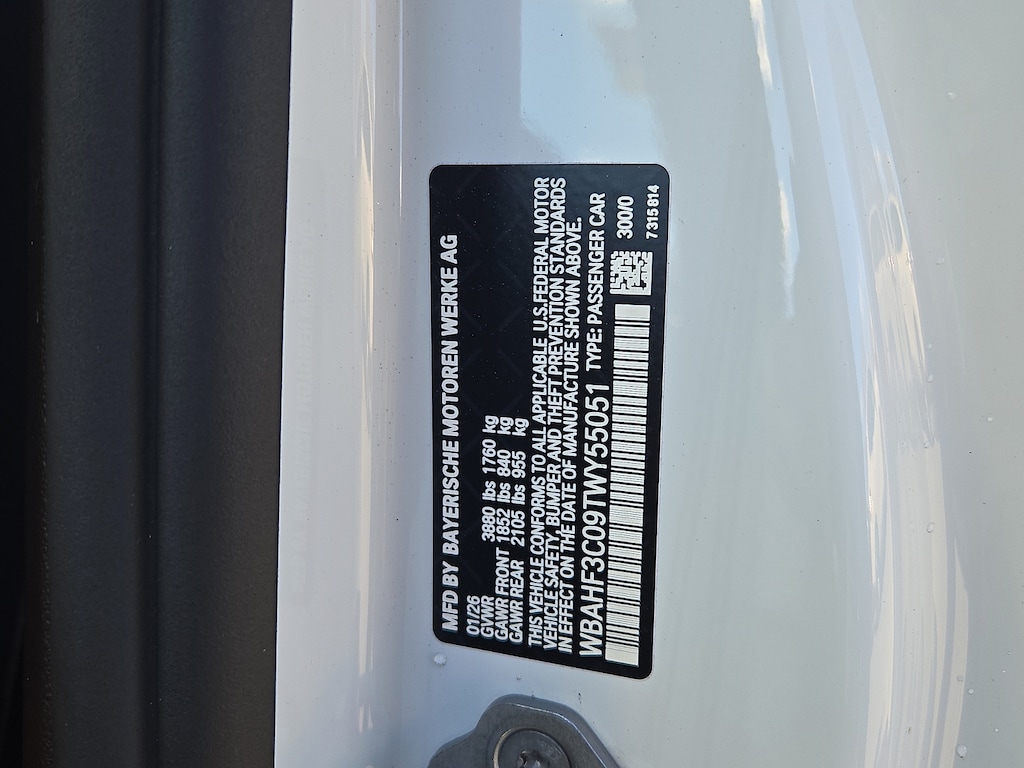 MFD BY BAYERISCHE MOTOREN WERKE AG
01/26
GVWR 3880 lbs 1760 kg
GAWR FRONT 1852 lbs 840 kg
GAWR REAR 2105 lbs 955 kg
THIS VEHICLE CONFORMS TO ALL APPLICABLE U.S. FEDERAL MOTOR
VEHICLE SAFETY, BUMPER AND THEFT PREVENTION STANDARDS
IN EFFECT ON THE DATE OF MANUFACTURE SHOWN ABOVE.
WBAHF3C09TWY55051 TYPE: PASSENGER CAR
300/0
7315814